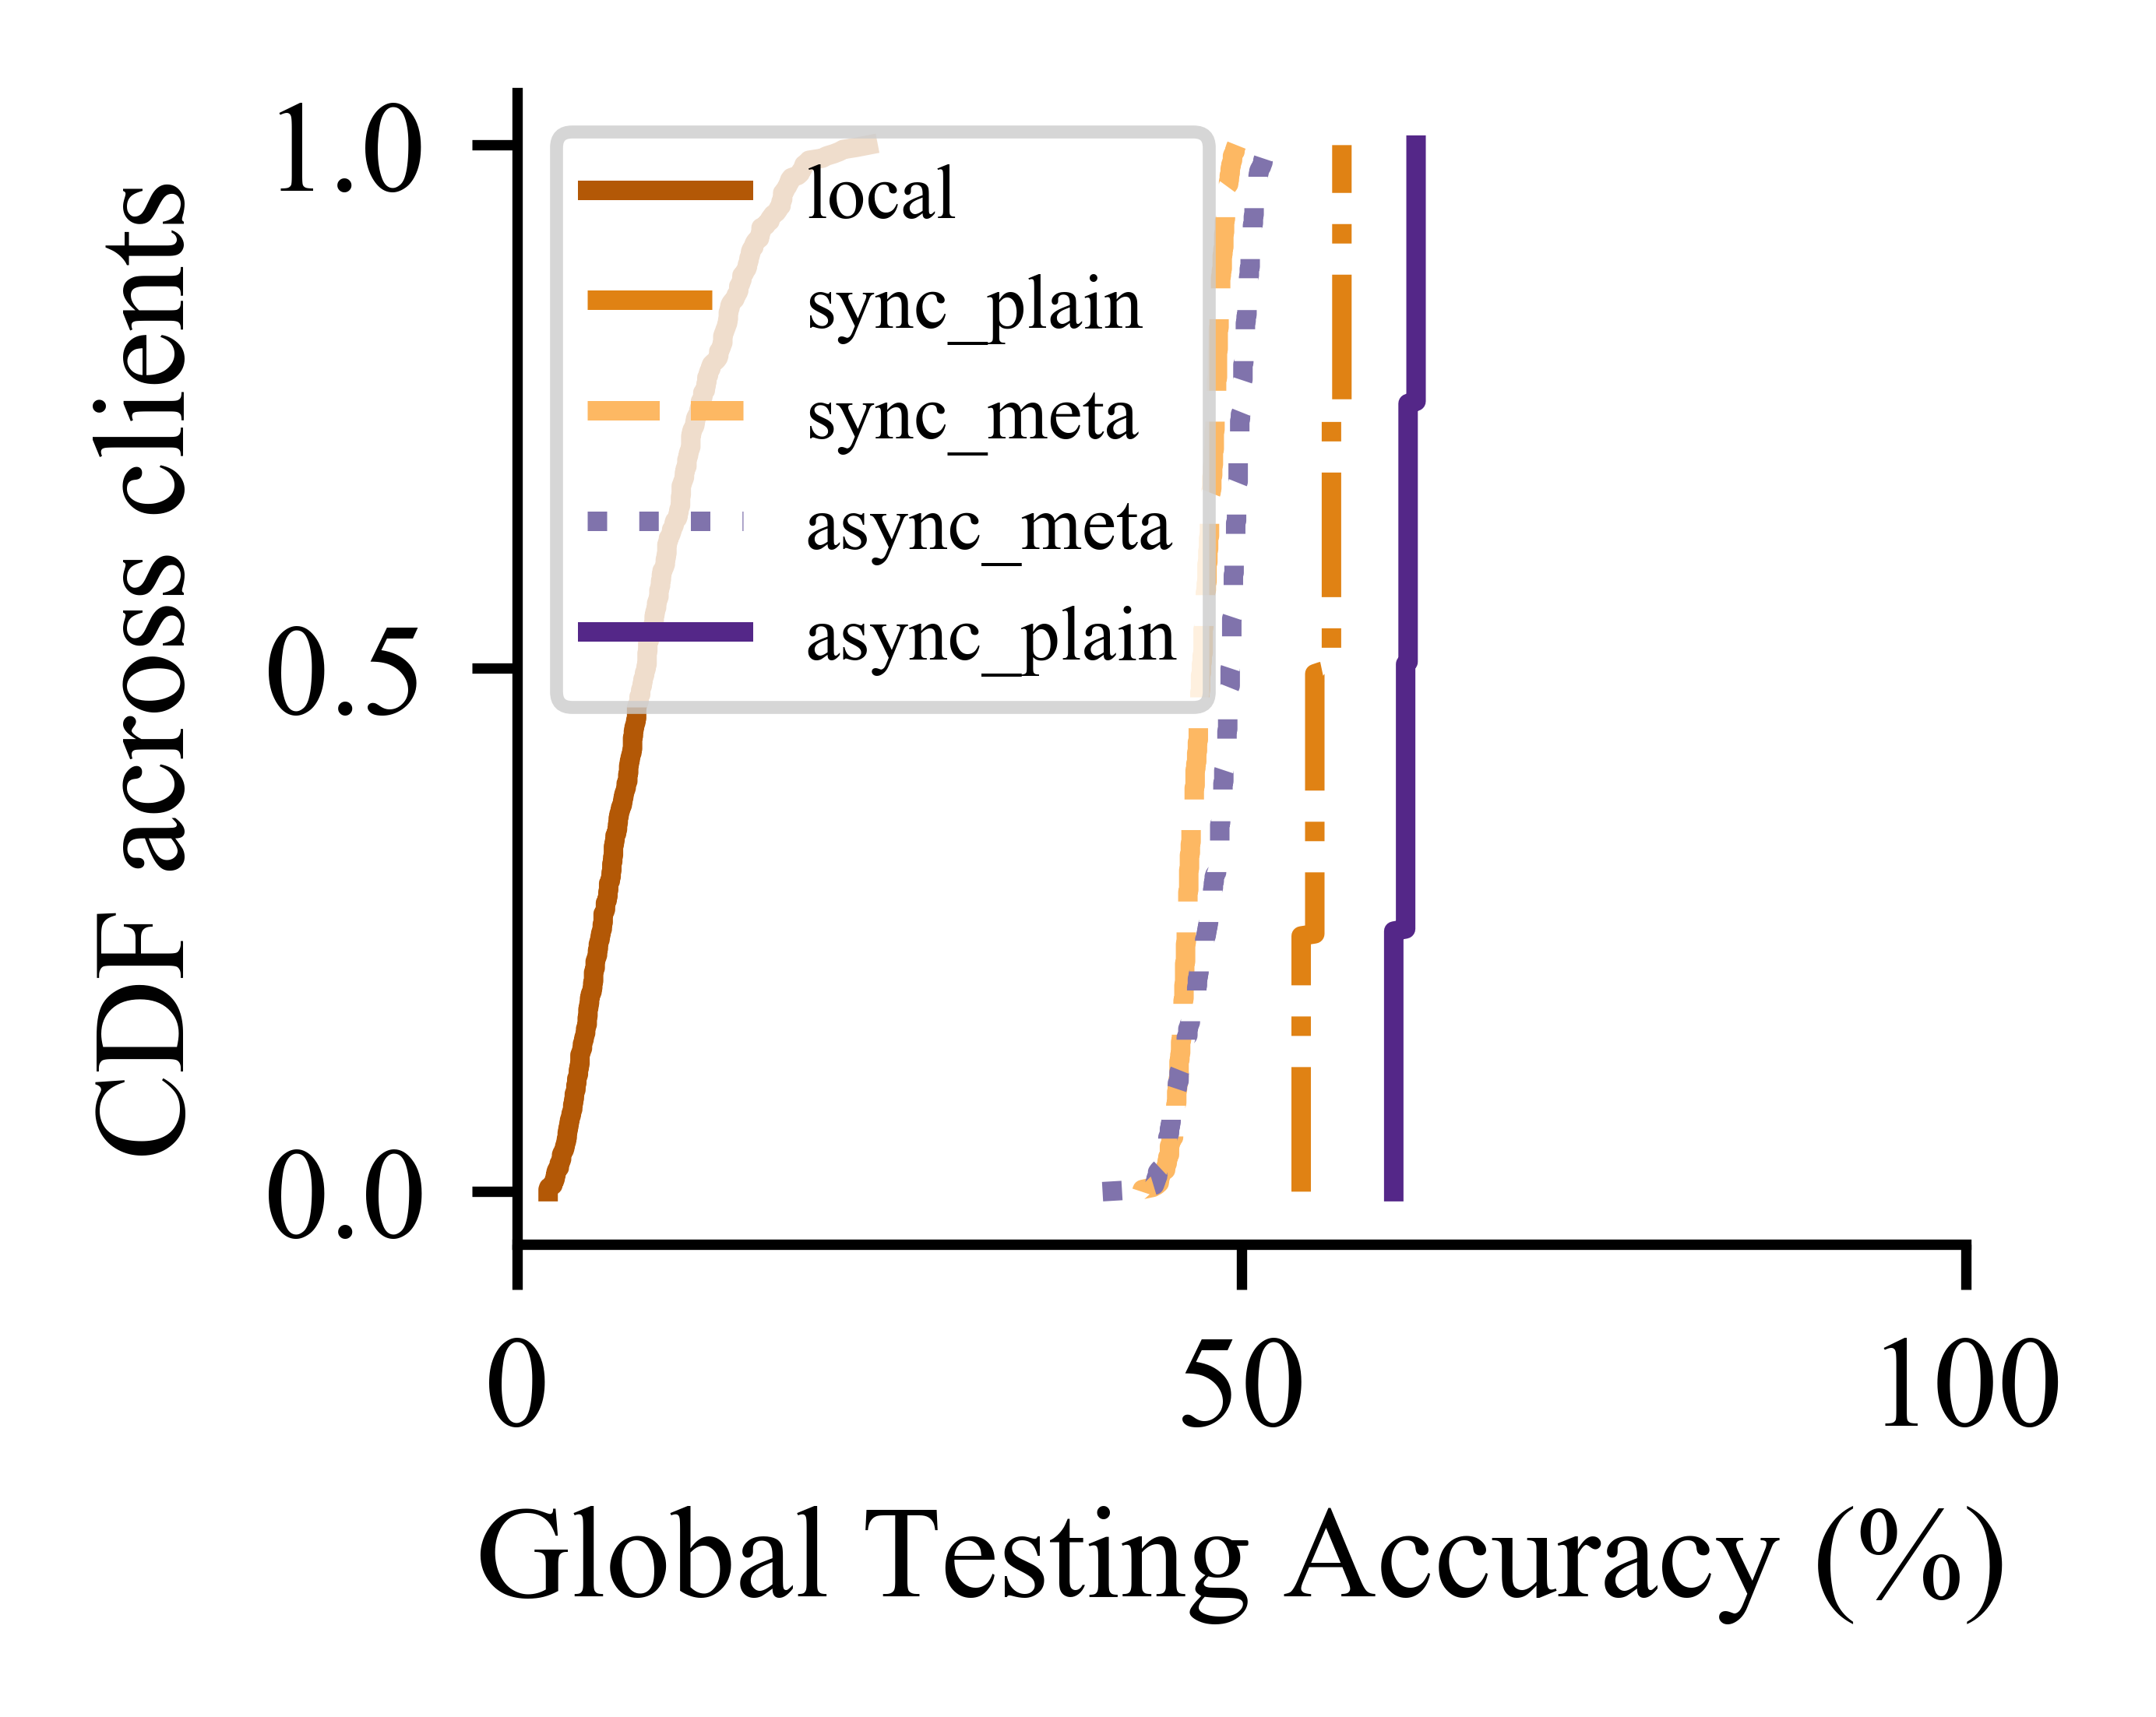 CDF across clients
1.0
0.5
0.0
local
sync_plain
sync_meta
async_meta
async_plain
0
50
100
Global Testing Accuracy (%)